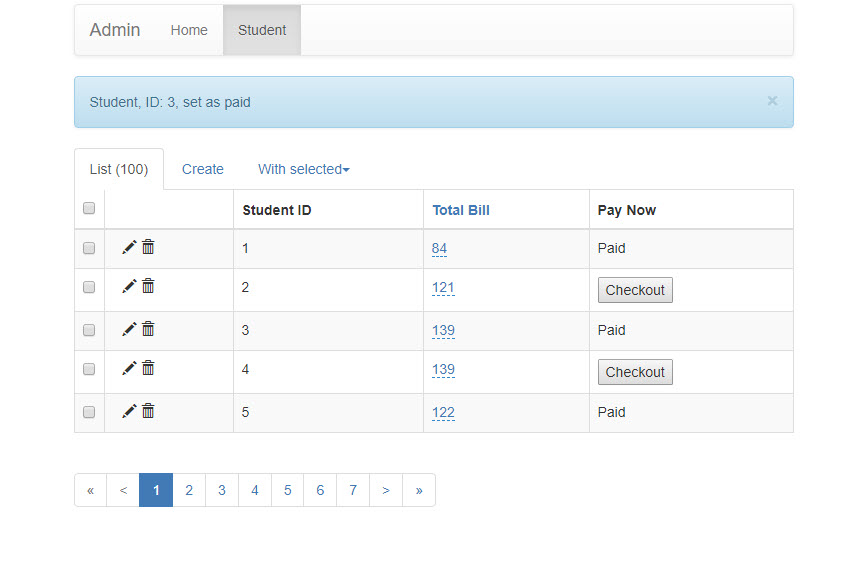 Admin Home Student
Student, ID: 3, set as paid ×
List (100) Create With selected
Student ID Total Bill Pay Now
1 84 Paid
2 121 Checkout
3 139 Paid
4 139 Checkout
5 122 Paid
« < 1 2 3 4 5 6 7 > »